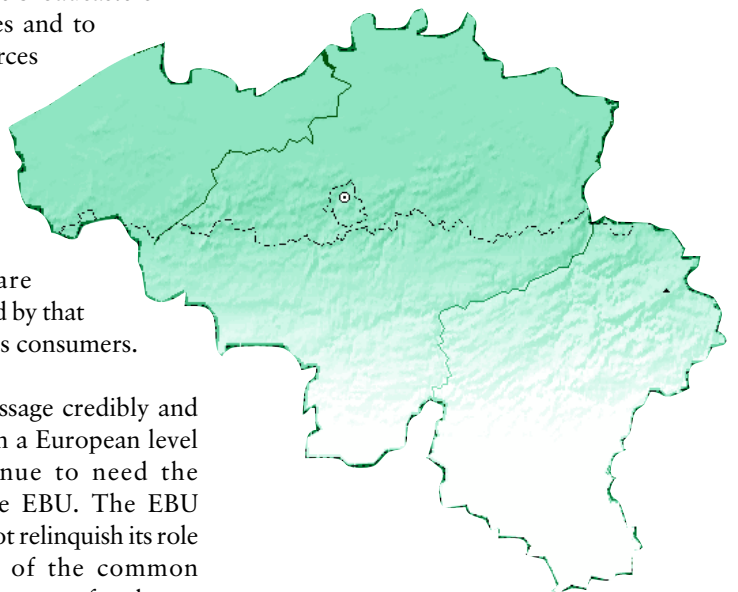 es and to
rces
are
d by that
s consumers.
ssage credibly and
n a European level
nue to need the
e EBU. The EBU
ot relinquish its role
of the common